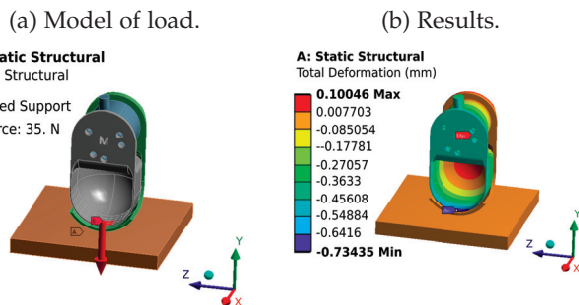 (a) Model of load.
(b) Results.
atic Structural
Structural
ed Support
rce: 35. N
M
A
Y
Z
X
A: Static Structural
Total Deformation (mm)
0.10046 Max
0.007703
-0.085054
-0.17781
-0.27057
-0.3633
-0.45608
-0.54884
-0.6416
-0.73435 Min
Y
Z
X